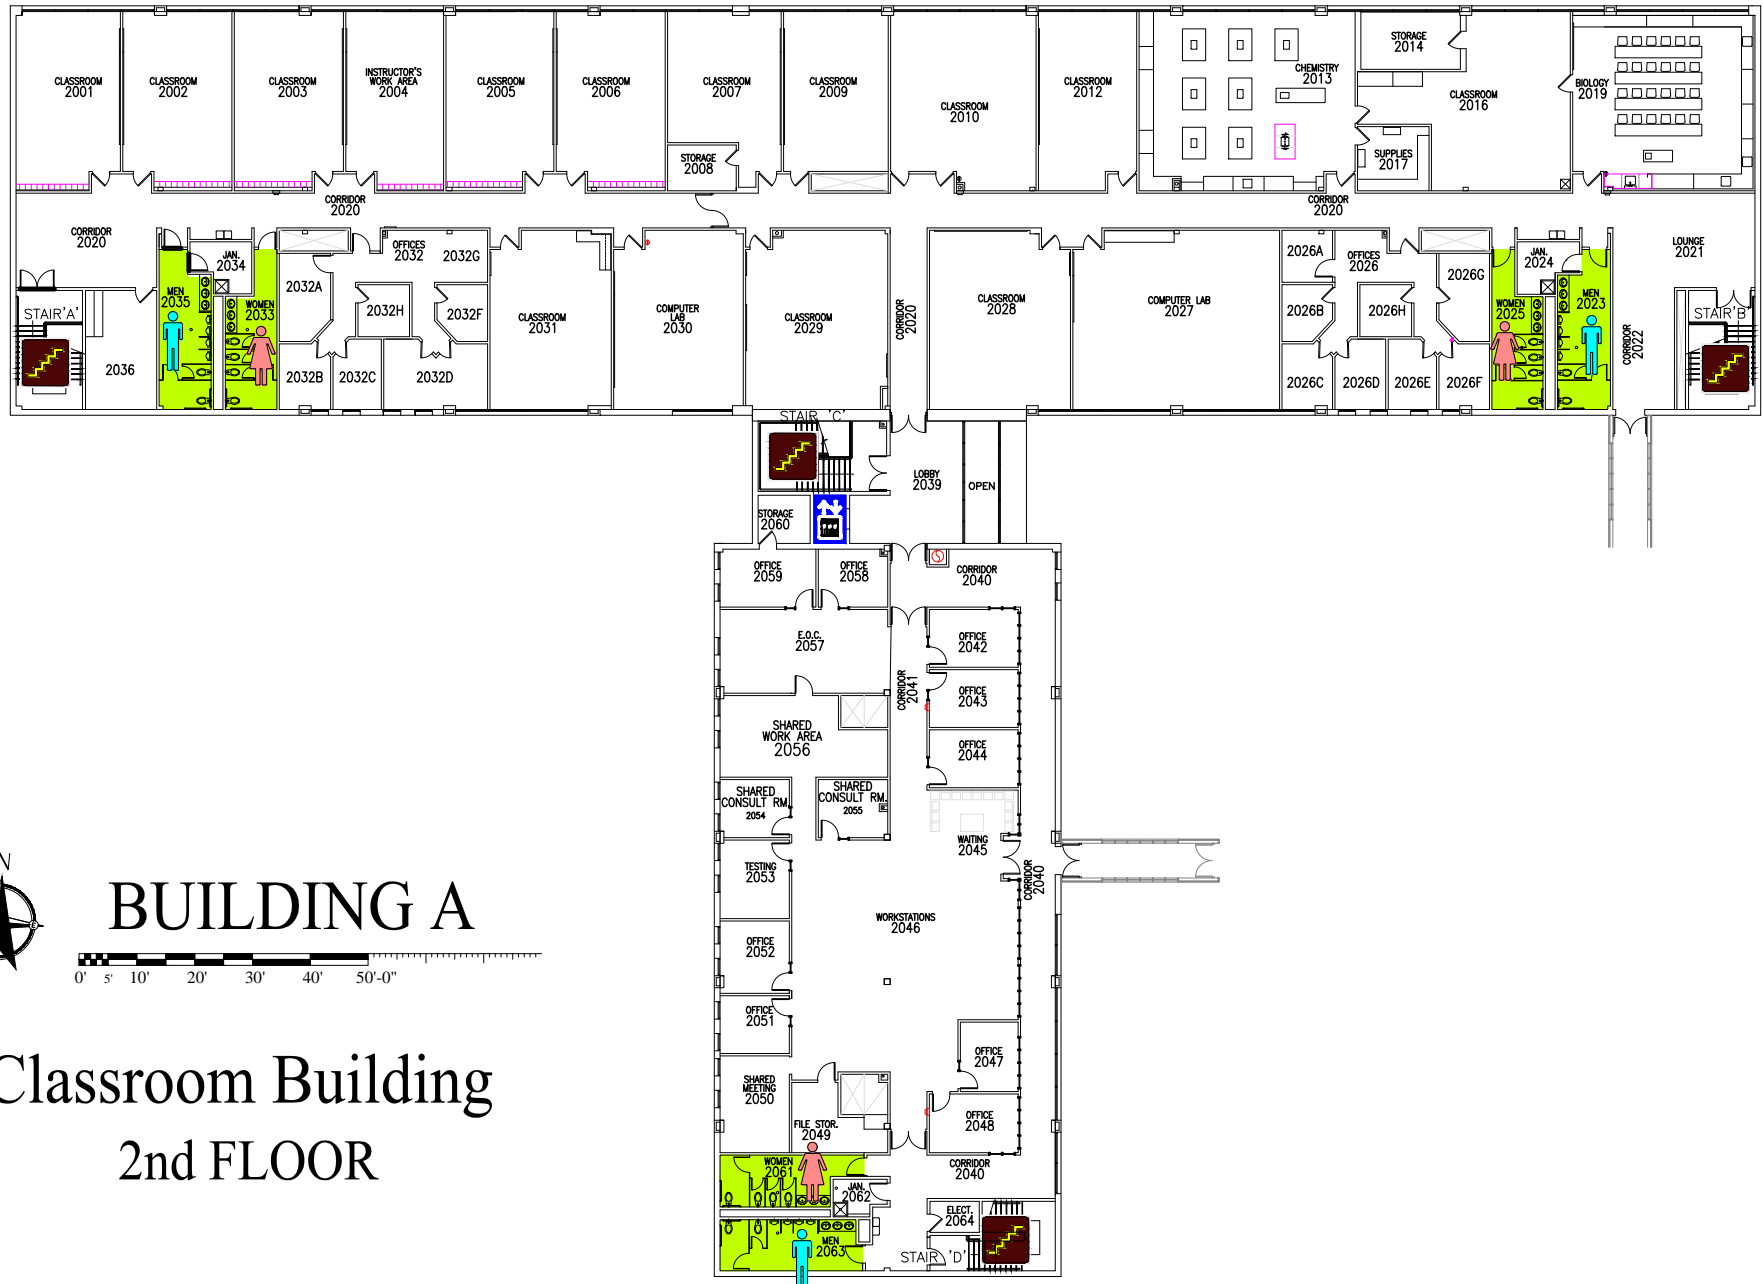 CLASSROOM
2001
CLASSROOM
2002
CLASSROOM
2003
INSTRUCTOR'S
WORK AREA
2004
CLASSROOM
2005
CLASSROOM
2006
CLASSROOM
2007
STORAGE
2008
CLASSROOM
2009
CLASSROOM
2010
CLASSROOM
2012
CHEMISTRY
2013
STORAGE
2014
CLASSROOM
2016
SUPPLIES
2017
BIOLOGY
2019
CORRIDOR
2020
CORRIDOR
2020
CORRIDOR
2020
LOUNGE
2021
STAIR'A'
2036
MEN
2035
JAN.
2034
WOMEN
2033
OFFICES
2032
2032G
2032A
2032H
2032F
2032B
2032C
2032D
CLASSROOM
2031
COMPUTER
LAB
2030
CLASSROOM
2029
CORRIDOR
2020
CLASSROOM
2028
COMPUTER LAB
2027
2026A
OFFICES
2026
2026G
2026B
2026H
2026C
2026D
2026E
2026F
WOMEN
2025
JAN.
2024
MEN
2023
CORRIDOR
2022
STAIR'B'
STAIR 'C'
LOBBY
2039
OPEN
STORAGE
2060
OFFICE
2059
OFFICE
2058
CORRIDOR
2040
E.O.C.
2057
OFFICE
2042
CORRIDOR
2041
OFFICE
2043
SHARED
WORK AREA
2056
OFFICE
2044
SHARED
CONSULT RM.
2054
SHARED
CONSULT RM.
2055
WAITING
2045
CORRIDOR
2040
TESTING
2053
WORKSTATIONS
2046
OFFICE
2052
OFFICE
2051
OFFICE
2047
SHARED
MEETING
2050
FILE STOR.
2049
OFFICE
2048
WOMEN
2061
CORRIDOR
2040
JAN.
2062
ELECT.
2064
MEN
2063
STAIR 'D'
N
E
BUILDING A
0' 5' 10' 20' 30' 40' 50'-0"
Classroom Building
2nd FLOOR